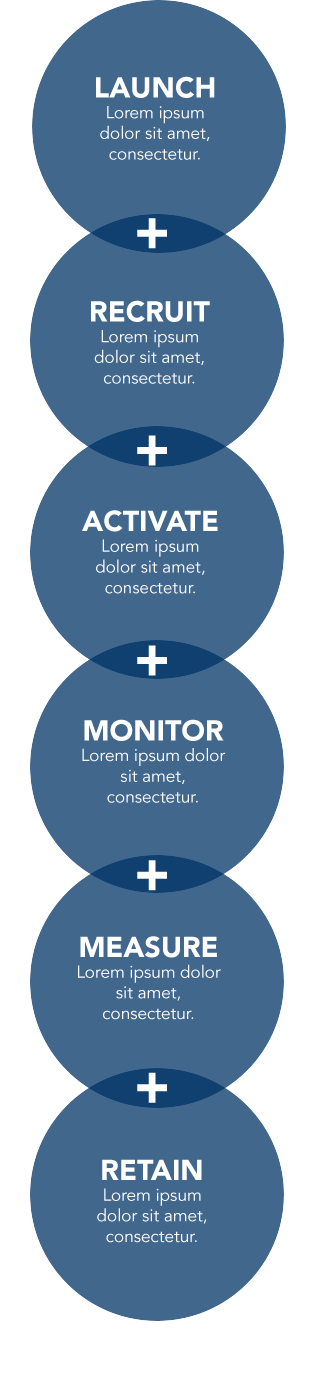 LAUNCH
Lorem ipsum
dolor sit amet,
consectetur.
+
RECRUIT
Lorem ipsum
dolor sit amet,
consectetur.
+
ACTIVATE
Lorem ipsum
dolor sit amet,
consectetur.
+
MONITOR
Lorem ipsum dolor
sit amet,
consectetur.
+
MEASURE
Lorem ipsum dolor
sit amet,
consectetur.
+
RETAIN
Lorem ipsum
dolor sit amet,
consectetur.